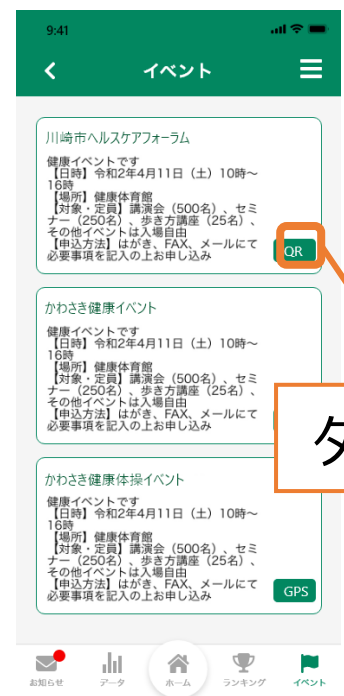 9:41
イベント
川崎市ヘルスケアフォーラム
健康イベントです
【日時】令和2年4月11日（土）10時～
16時
【場所】健康体育館
【対象・定員】講演会（500名）、セミ
ナー（250名）、歩き方講座（25名）、
その他イベントは入場自由
【申込方法】はがき、FAX、メールにて
必要事項を記入の上お申し込み
QR
かわさき健康イベント
健康イベントです
【日時】令和2年4月11日（土）10時～
16時
【場所】健康体育館
【対象・定員】講演会（500名）、セミ
ナー（250名）、歩き方講座（25名）、
その他イベントは入場自由
【申込方法】はがき、FAX、メールにて
必要事項を記入の上お申し込み
タ
かわさき健康体操イベント
健康イベントです
【日時】令和2年4月11日（土）10時～
16時
【場所】健康体育館
【対象・定員】講演会（500名）、セミ
ナー（250名）、歩き方講座（25名）、
その他イベントは入場自由
【申込方法】はがき、FAX、メールにて
必要事項を記入の上お申し込み
GPS
お知らせ
データ
ホーム
ランキング
イベント